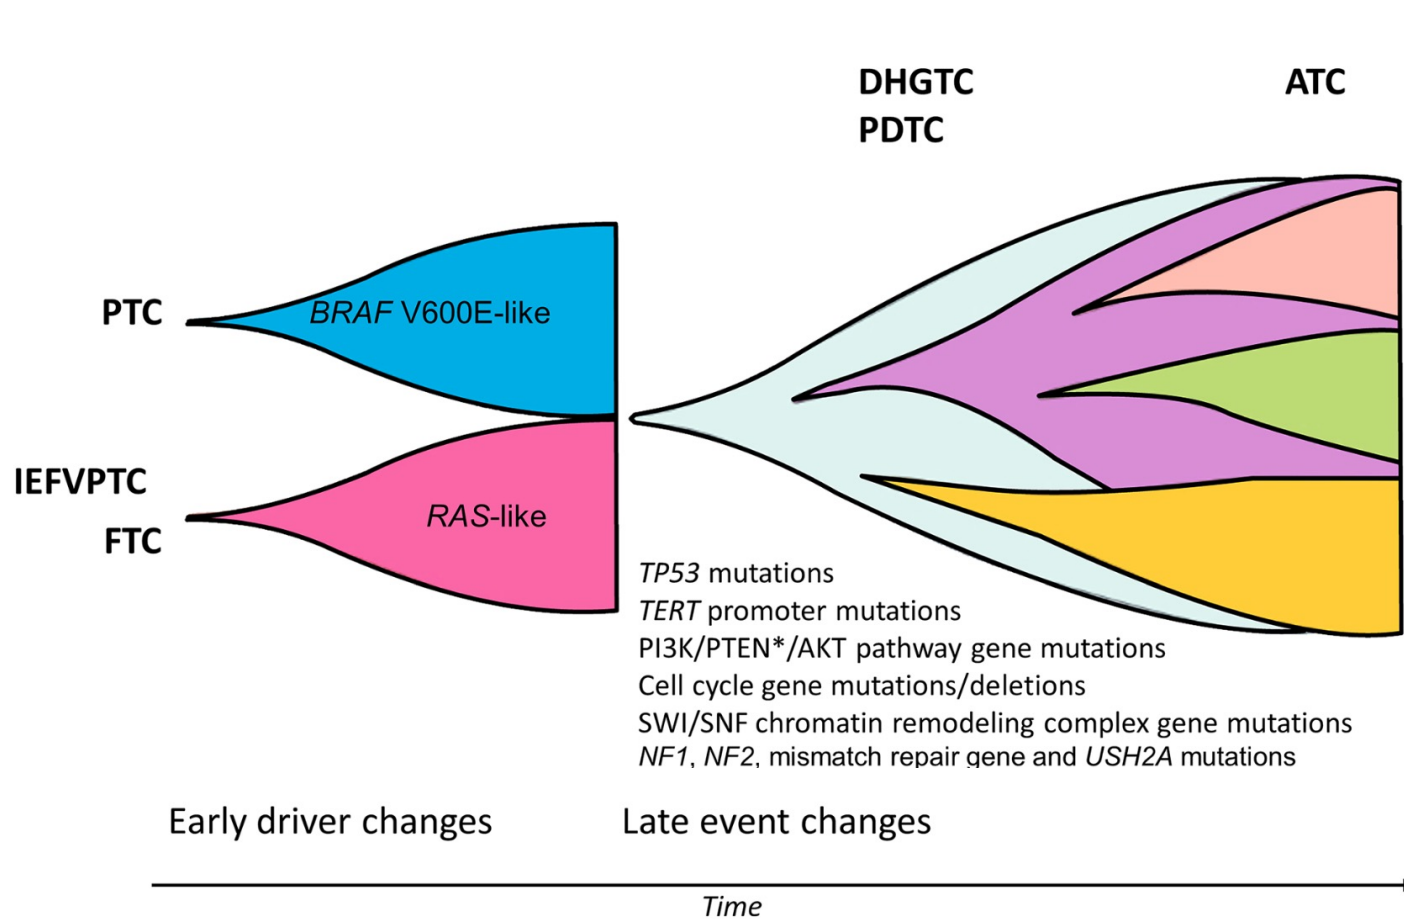 DHGTC
PDTC
ATC
PTC
BRAF V600E-like
IEFVPTC
FTC
RAS-like
TP53 mutations
TERT promoter mutations
PI3K/PTEN*/AKT pathway gene mutations
Cell cycle gene mutations/deletions
SWI/SNF chromatin remodeling complex gene mutations
NF1, NF2, mismatch repair gene and USH2A mutations
Early driver changes
Late event changes
Time